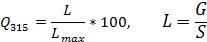 Q₃₁₅ = L / Lₘₐₓ * 100, L = G / S